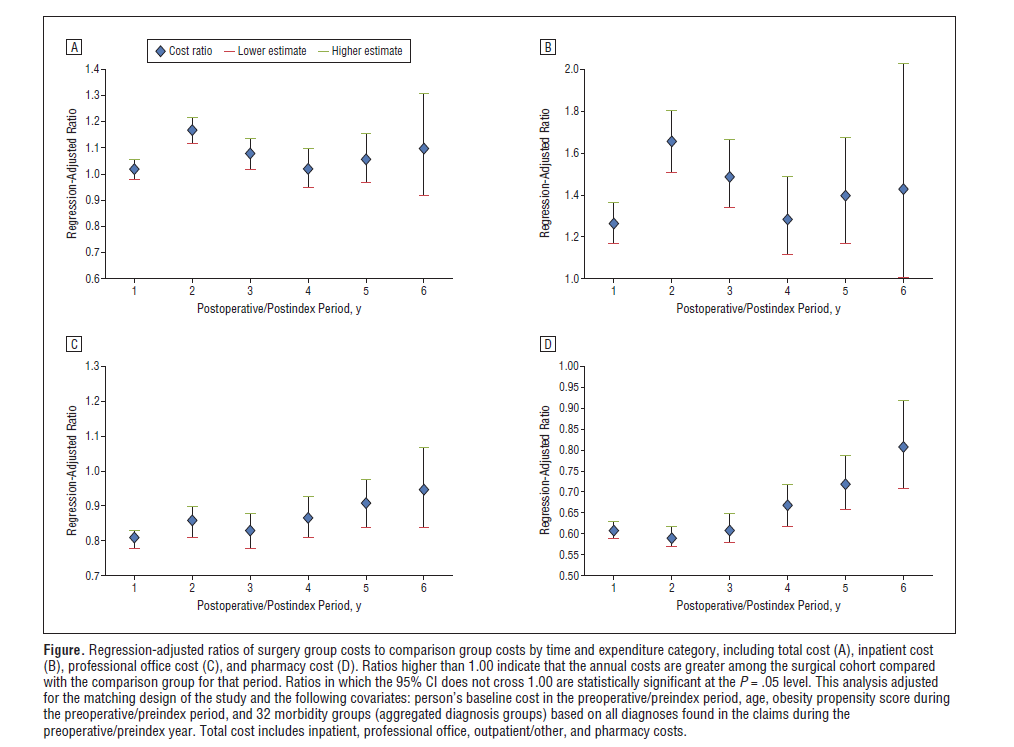 A
Cost ratio
Lower estimate
Higher estimate
1.4
1.3
1.2
1.1
1.0
0.9
0.8
0.7
0.6
Regression-Adjusted Ratio
1 2 3 4 5 6
Postoperative/Postindex Period, y
B
2.0
1.8
1.6
1.4
1.2
1.0
Regression-Adjusted Ratio
1 2 3 4 5 6
Postoperative/Postindex Period, y
C
1.3
1.2
1.1
1.0
0.9
0.8
0.7
Regression-Adjusted Ratio
1 2 3 4 5 6
Postoperative/Postindex Period, y
D
1.00
0.95
0.90
0.85
0.80
0.75
0.70
0.65
0.60
0.55
0.50
Regression-Adjusted Ratio
1 2 3 4 5 6
Postoperative/Postindex Period, y
Figure. Regression-adjusted ratios of surgery group costs to comparison group costs by time and expenditure category, including total cost (A), inpatient cost
(B), professional office cost (C), and pharmacy cost (D). Ratios higher than 1.00 indicate that the annual costs are greater among the surgical cohort compared
with the comparison group for that period. Ratios in which the 95% CI does not cross 1.00 are statistically significant at the P = .05 level. This analysis adjusted
for the matching design of the study and the following covariates: person's baseline cost in the preoperative/preindex period, age, obesity propensity score during
the preoperative/preindex period, and 32 morbidity groups (aggregated diagnosis groups) based on all diagnoses found in the claims during the
preoperative/preindex year. Total cost includes inpatient, professional office, outpatient/other, and pharmacy costs.